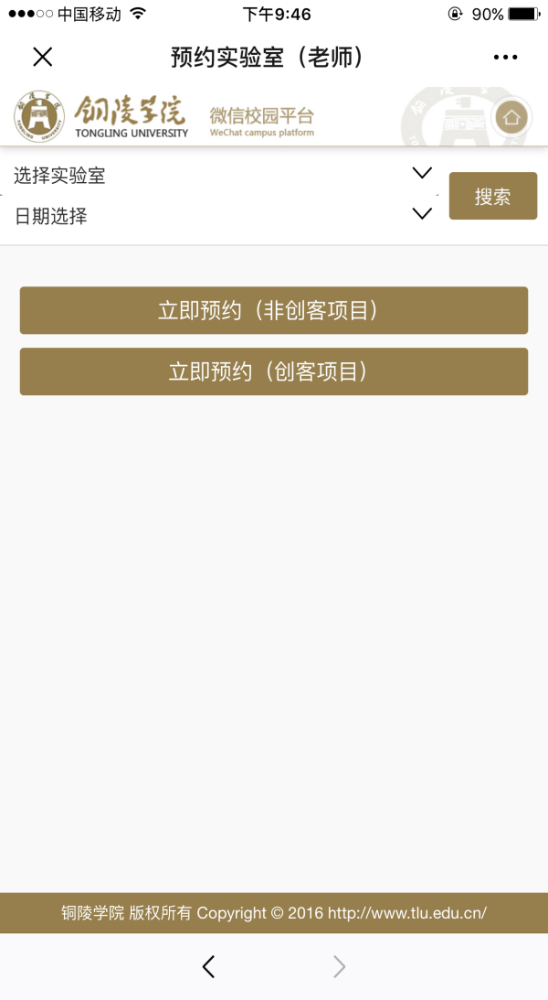 中国移动 下午9:46 90%
预约实验室（老师）
铜陵学院
TONGLING UNIVERSITY
微信校园平台
WeChat campus platform
选择实验室
搜索
日期选择
立即预约（非创客项目）
立即预约（创客项目）
铜陵学院 版权所有 Copyright © 2016 http://www.tlu.edu.cn/